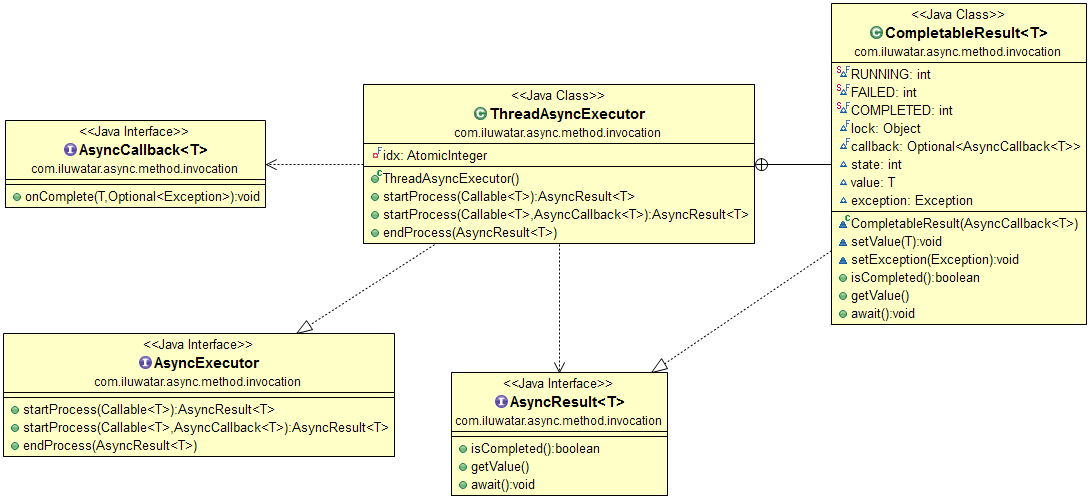 <<Java Interface>>
AsyncCallback<T>
com.iluwatar.async.method.invocation
onComplete(T,Optional<Exception>):void
<<Java Class>>
ThreadAsyncExecutor
com.iluwatar.async.method.invocation
idx: AtomicInteger
ThreadAsyncExecutor()
startProcess(Callable<T>):AsyncResult<T>
startProcess(Callable<T>,AsyncCallback<T>):AsyncResult<T>
endProcess(AsyncResult<T>)
<<Java Class>>
CompletableResult<T>
com.iluwatar.async.method.invocation
RUNNING: int
FAILED: int
COMPLETED: int
lock: Object
callback: Optional<AsyncCallback<T>>
state: int
value: T
exception: Exception
CompletableResult(AsyncCallback<T>)
setValue(T):void
setException(Exception):void
isCompleted():boolean
getValue()
await():void
<<Java Interface>>
AsyncExecutor
com.iluwatar.async.method.invocation
startProcess(Callable<T>):AsyncResult<T>
startProcess(Callable<T>,AsyncCallback<T>):AsyncResult<T>
endProcess(AsyncResult<T>)
<<Java Interface>>
AsyncResult<T>
com.iluwatar.async.method.invocation
isCompleted():boolean
getValue()
await():void